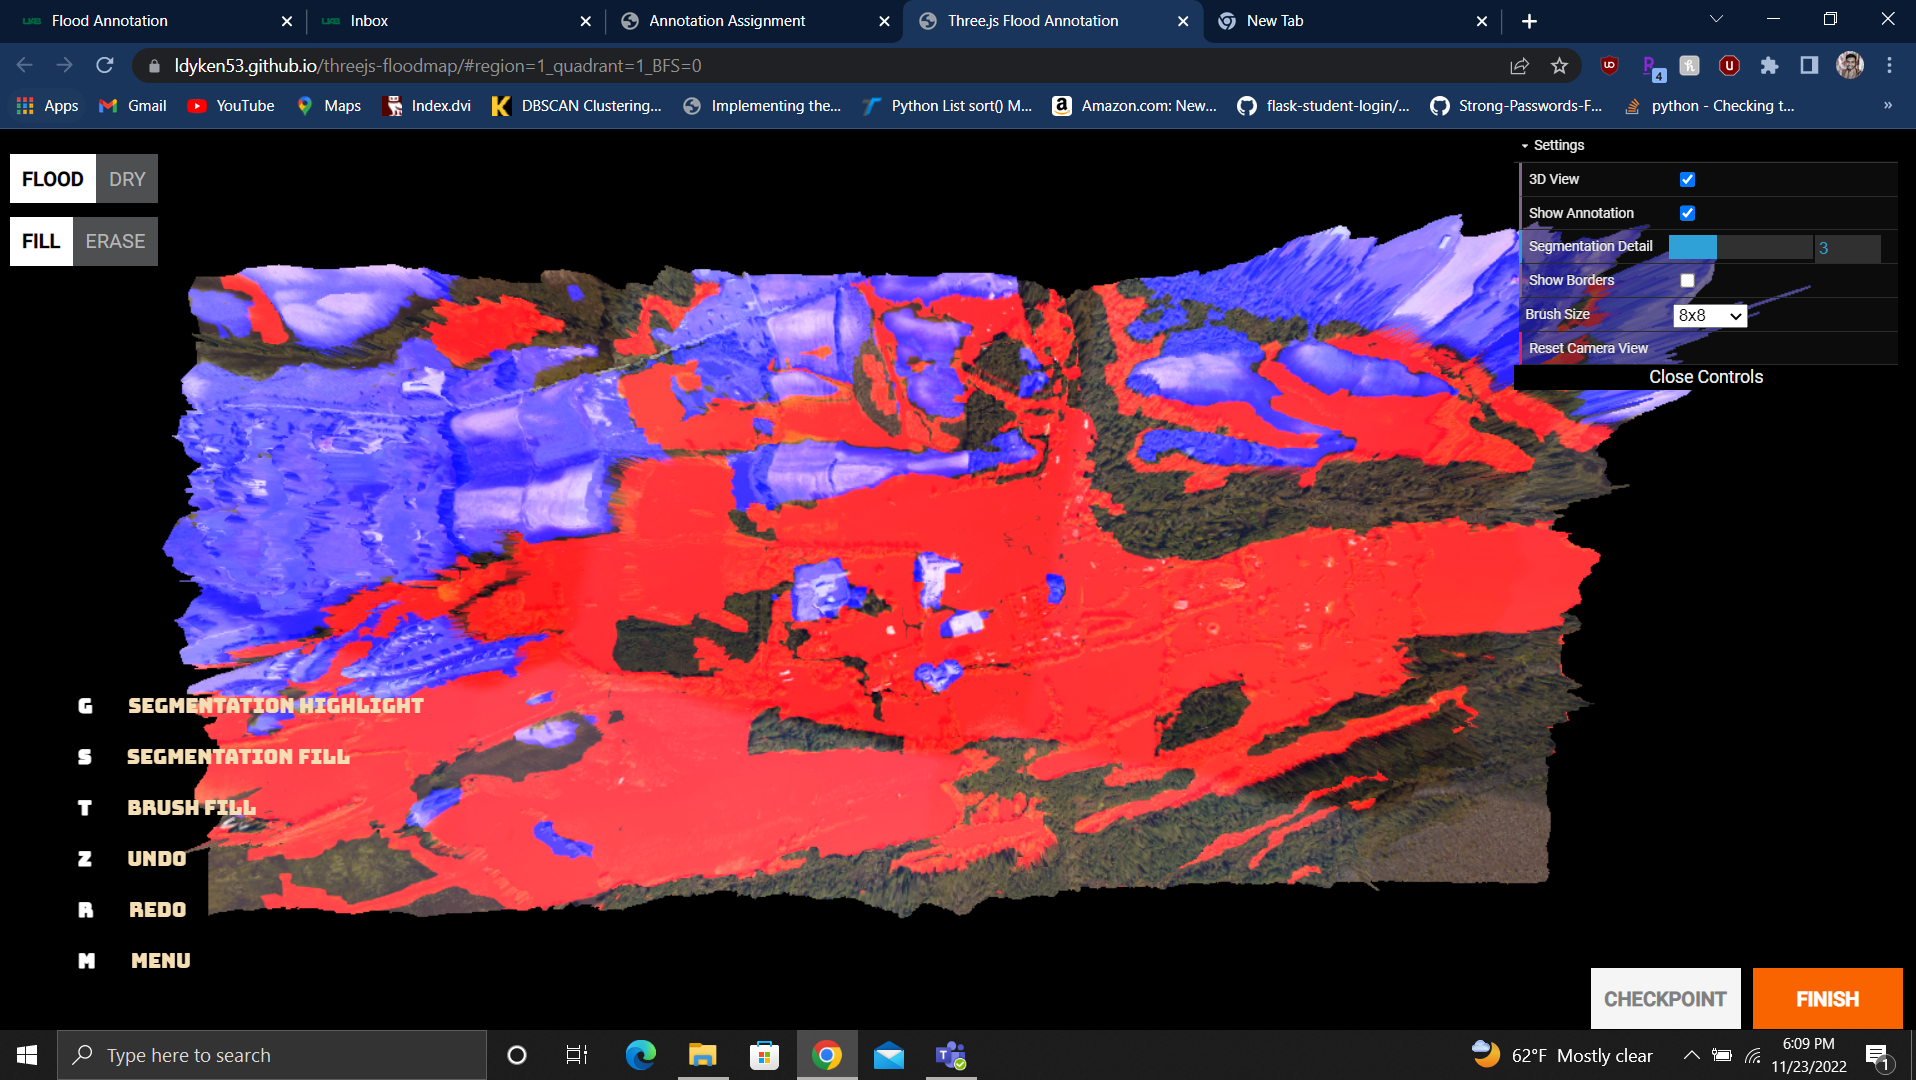 Flood Annotation
Inbox
Annotation Assignment
Three.js Flood Annotation
New Tab
ldyken53.github.io/threejs-floodmap/#region=1_quadrant=1_BFS=0
4
Apps
Gmail
YouTube
Maps
Index.dvi
DBSCAN Clustering...
Implementing the...
Python List sort() M...
Amazon.com: New...
flask-student-login/...
Strong-Passwords-F...
python - Checking t...
»
FLOOD DRY
FILL ERASE
Settings
3D View
Show Annotation
Segmentation Detail 3
Show Borders
Brush Size 8x8
Reset Camera View
Close Controls
G SEGMENTATION HIGHLIGHT
S SEGMENTATION FILL
T BRUSH FILL
Z UNDO
R REDO
M MENU
CHECKPOINT FINISH
Type here to search
62°F Mostly clear
6:09 PM
11/23/2022
1